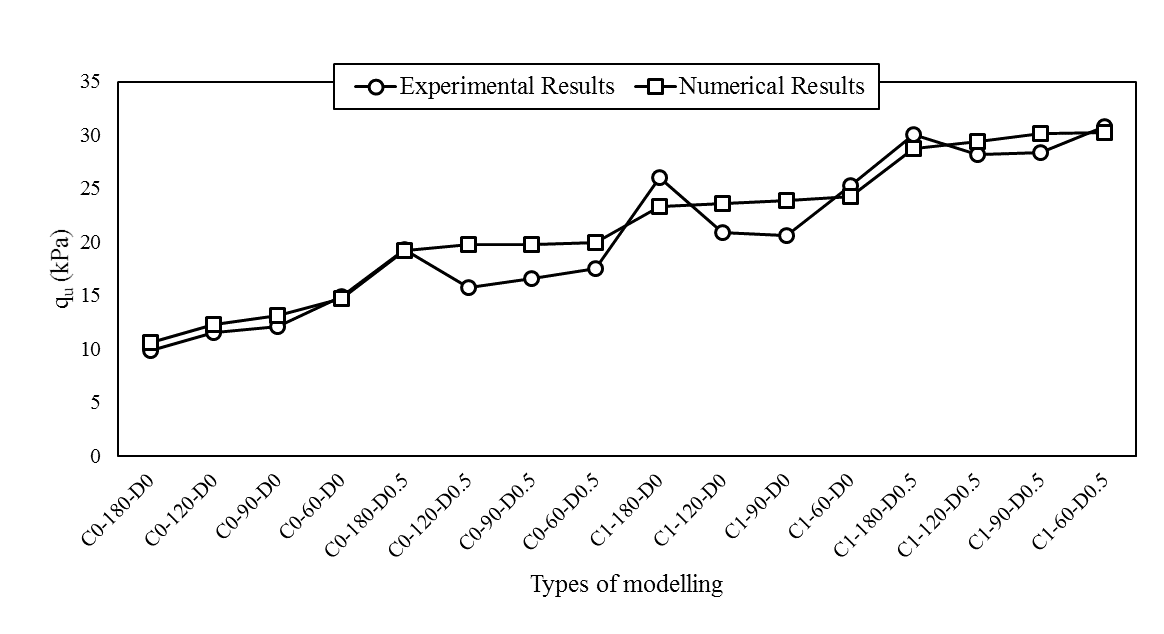 Experimental Results
Numerical Results
35
30
25
20
15
10
5
0
qu (kPa)
C0-180-D0
C0-120-D0
C0-90-D0
C0-60-D0
C0-180-D0.5
C0-120-D0.5
C0-90-D0.5
C0-60-D0.5
C1-180-D0
C1-120-D0
C1-90-D0
C1-60-D0
C1-180-D0.5
C1-120-D0.5
C1-90-D0.5
C1-60-D0.5
Types of modelling